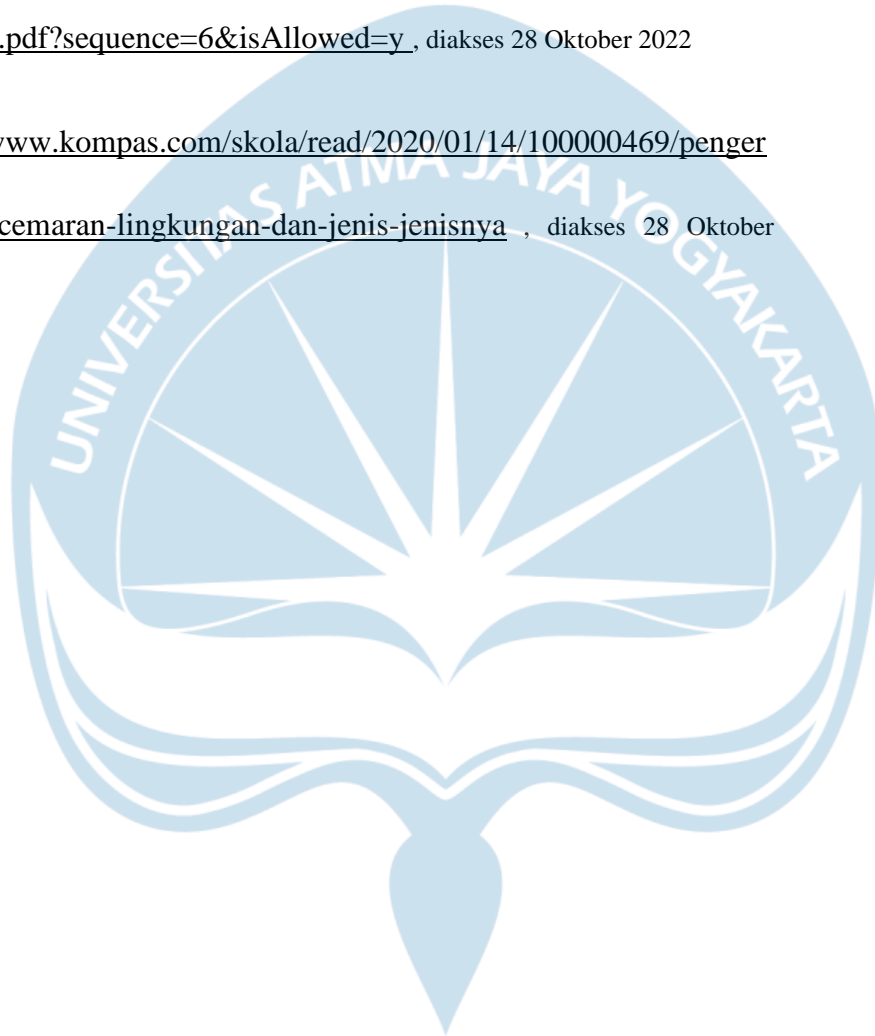 .pdf?sequence=6&isAllowed=y , diakses 28 Oktober 2022
www.kompas.com/skola/read/2020/01/14/100000469/penger
cemaran-lingkungan-dan-jenis-jenisnya , diakses 28 Oktober
UNIVERSITAS ATMA JAYA YOGYAKARTA